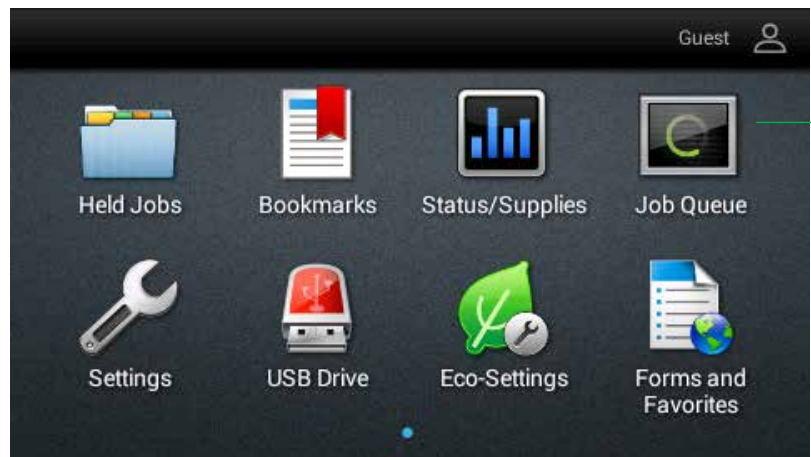 Guest
Held Jobs
Bookmarks
Status/Supplies
Job Queue
Settings
USB Drive
Eco-Settings
Forms and
Favorites